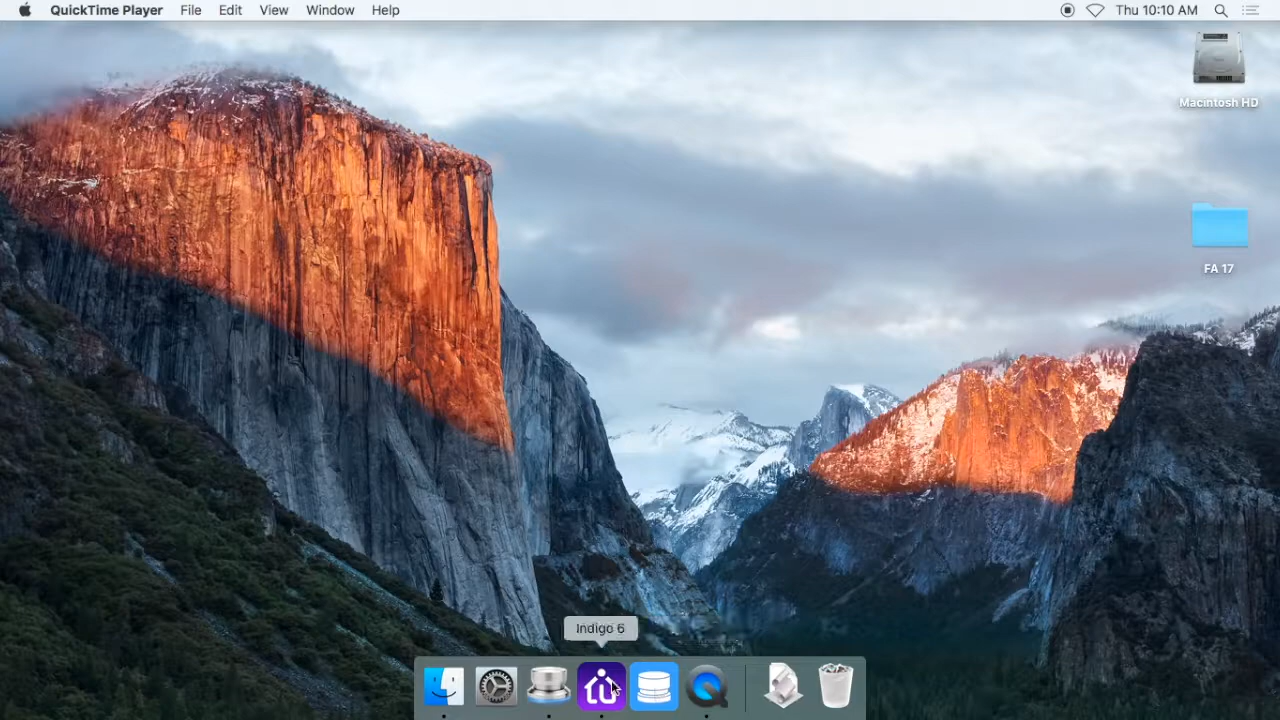 QuickTime Player File Edit View Window Help Thu 10:10 AM
Macintosh HD
FA 17
Indigo 6